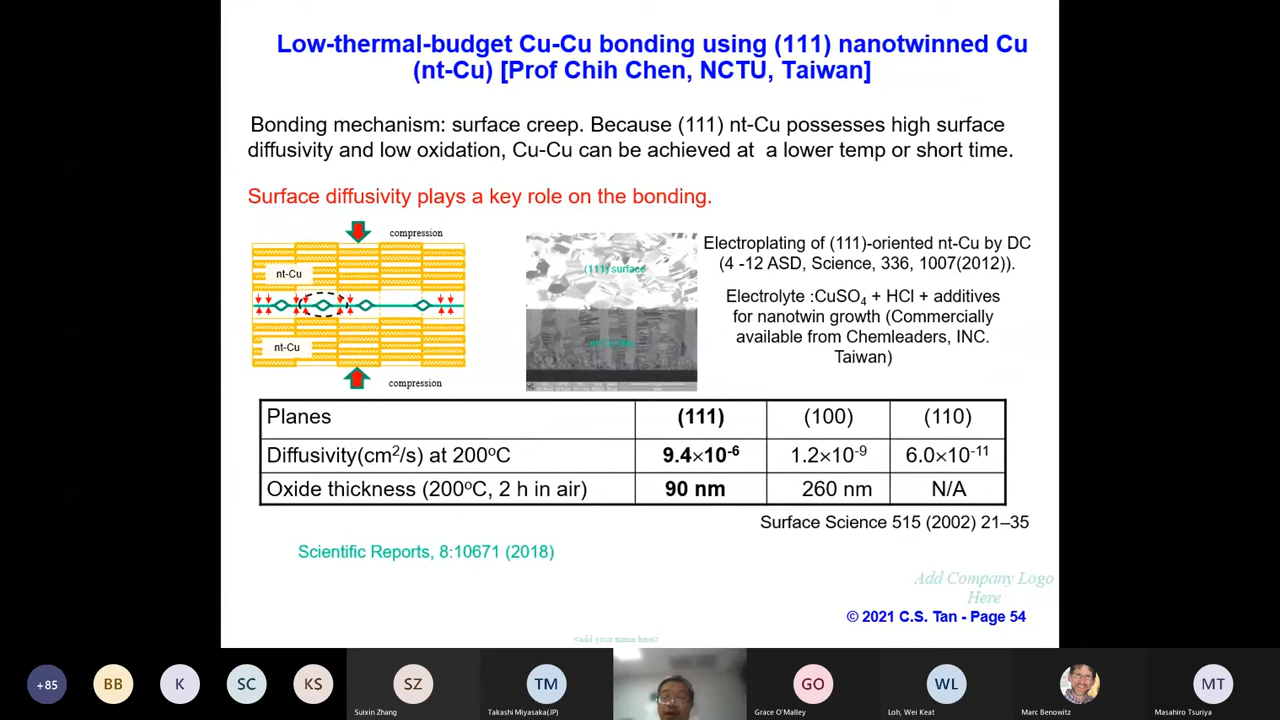 Low-thermal-budget Cu-Cu bonding using (111) nanotwinned Cu
(nt-Cu) [Prof Chih Chen, NCTU, Taiwan]
Bonding mechanism: surface creep. Because (111) nt-Cu possesses high surface
diffusivity and low oxidation, Cu-Cu can be achieved at a lower temp or short time.
Surface diffusivity plays a key role on the bonding.
compression
nt-Cu
nt-Cu
compression
(111) surface
Electroplating of (111)-oriented nt-Cu by DC
(4 -12 ASD, Science, 336, 1007(2012)).
Electrolyte :CuSO4 + HCl + additives
for nanotwin growth (Commercially
available from Chemleaders, INC.
Taiwan)
Planes (111) (100) (110)
Diffusivity(cm2/s) at 200oC 9.4×10-6 1.2×10-9 6.0×10-11
Oxide thickness (200oC, 2 h in air) 90 nm 260 nm N/A
Surface Science 515 (2002) 21–35
Scientific Reports, 8:10671 (2018)
Add Company Logo
Here
© 2021 C.S. Tan - Page 54
<add your name here>
+85 BB K SC KS SZ TM GO WL MT
Suixin Zhang Takashi Miyasaka(JP) Grace O'Malley Loh, Wei Keat Marc Benowitz Masahiro Tsuriya